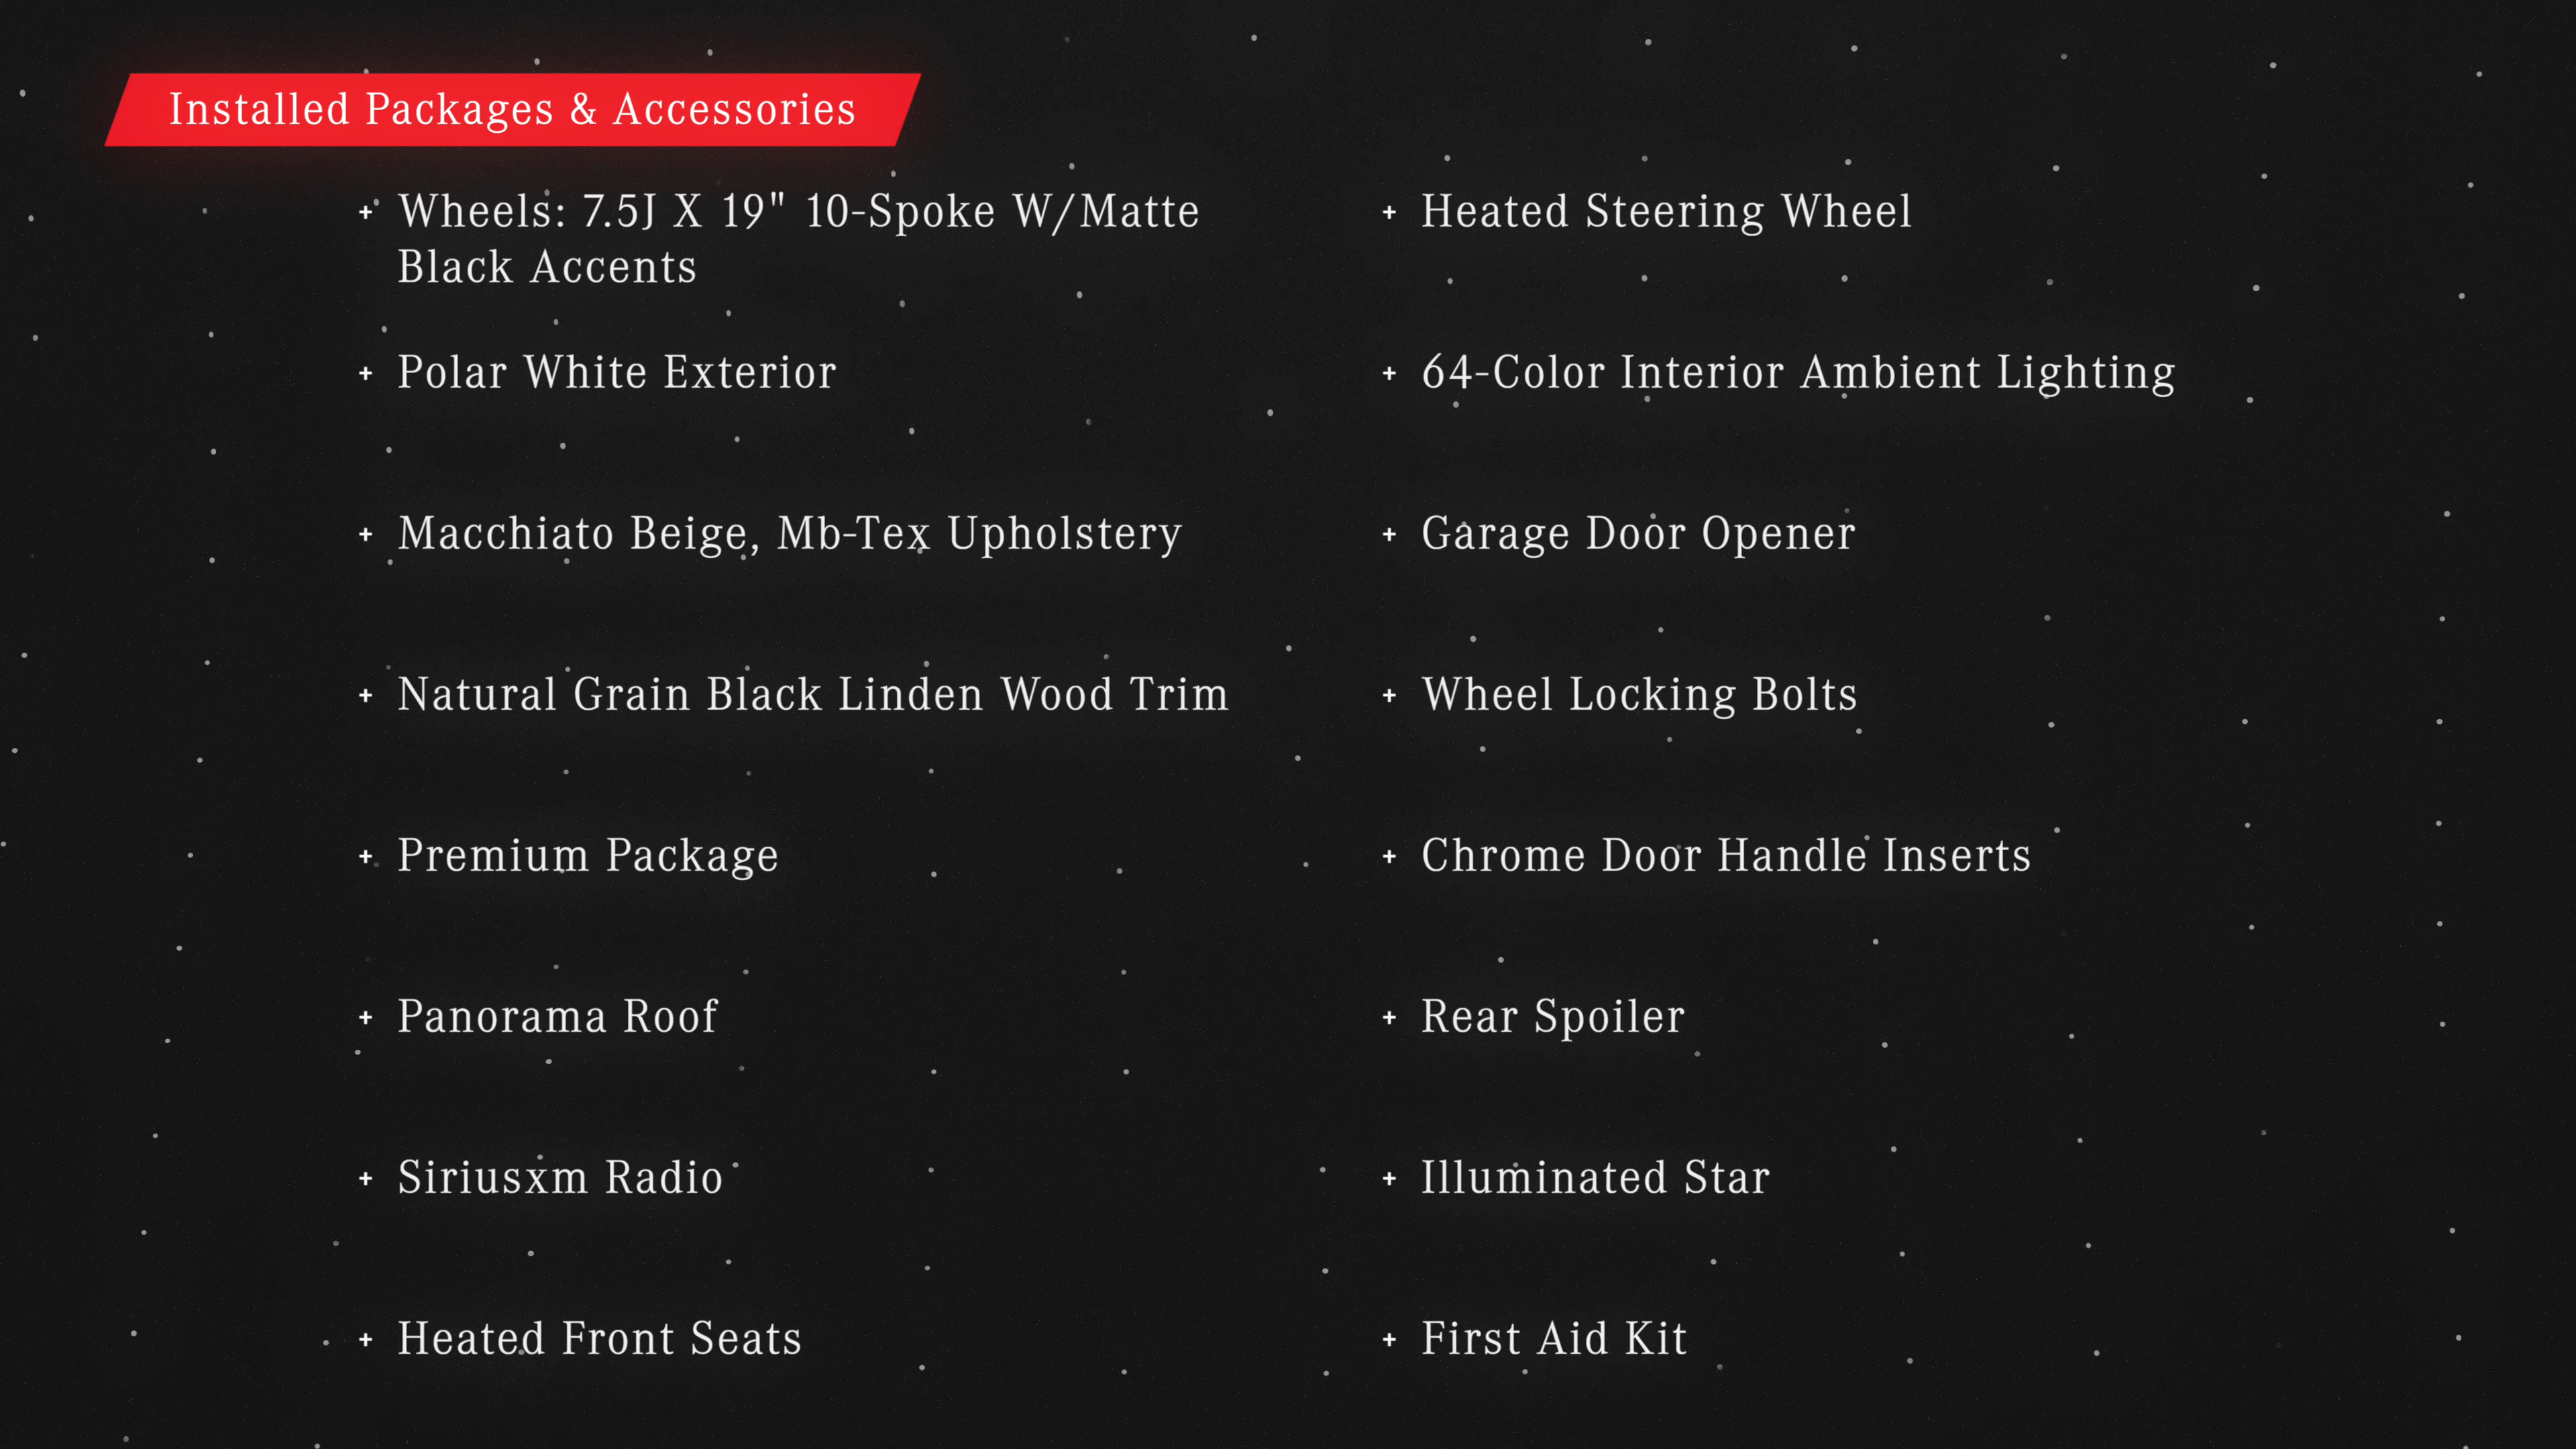 Installed Packages & Accessories
+ Wheels: 7.5J X 19" 10-Spoke W/Matte
Black Accents
+ Polar White Exterior
+ Macchiato Beige, Mb-Tex Upholstery
+ Natural Grain Black Linden Wood Trim
+ Premium Package
+ Panorama Roof
+ Siriusxm Radio
+ Heated Front Seats
+ Heated Steering Wheel
+ 64-Color Interior Ambient Lighting
+ Garage Door Opener
+ Wheel Locking Bolts
+ Chrome Door Handle Inserts
+ Rear Spoiler
+ Illuminated Star
+ First Aid Kit